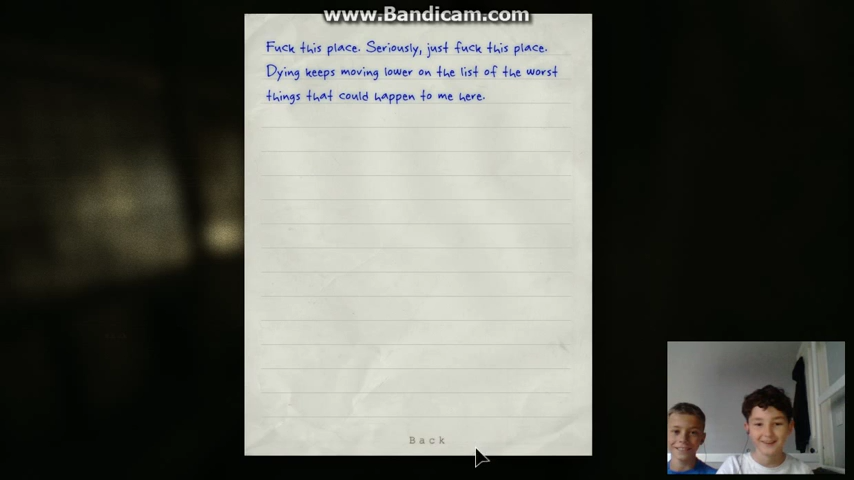 www.Bandicam.com
Fuck this place. Seriously, just fuck this place.
Dying keeps moving lower on the list of the worst
things that could happen to me here.
Back